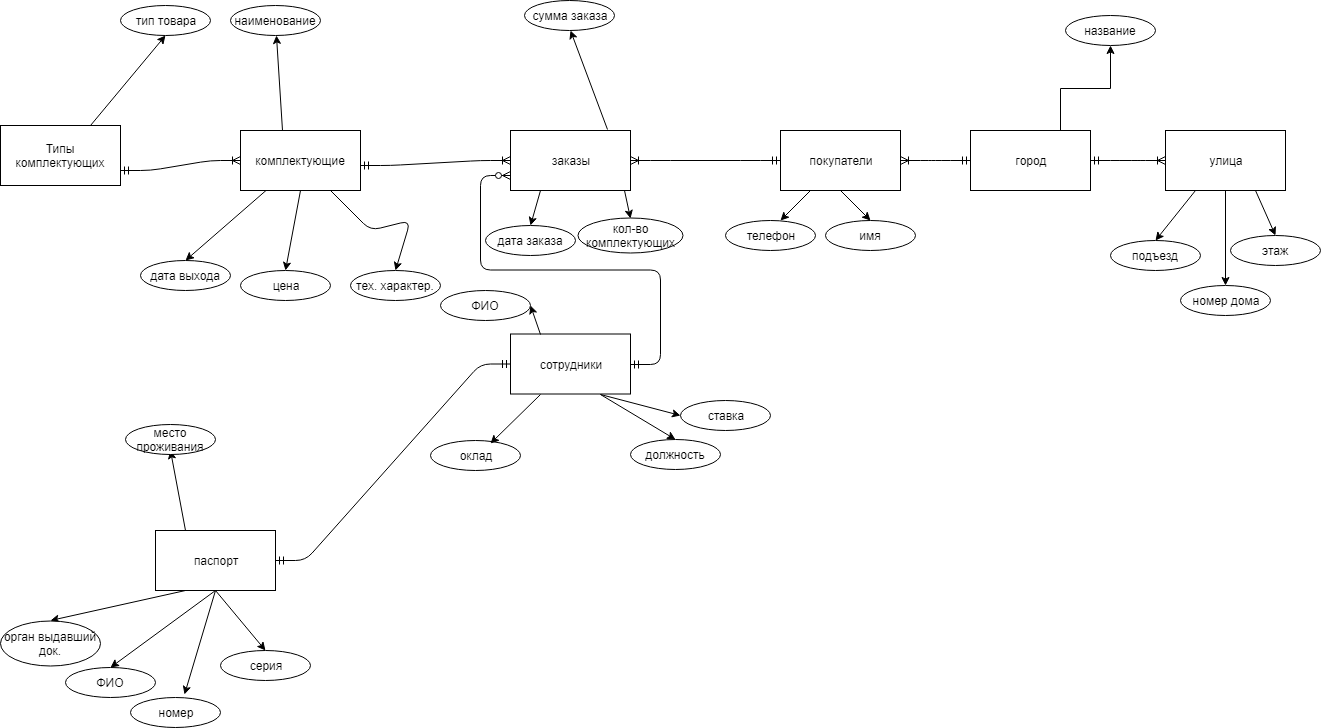 тип товара
наименование
сумма заказа
название
Типы
комплектующих
комплектующие
заказы
покупатели
город
улица
дата выхода
цена
тех. характер.
дата заказа
кол-во
комплектующих
телефон
имя
подъезд
этаж
номер дома
ФИО
сотрудники
оклад
должность
ставка
место
проживания
паспорт
орган выдавший
док.
ФИО
номер
серия